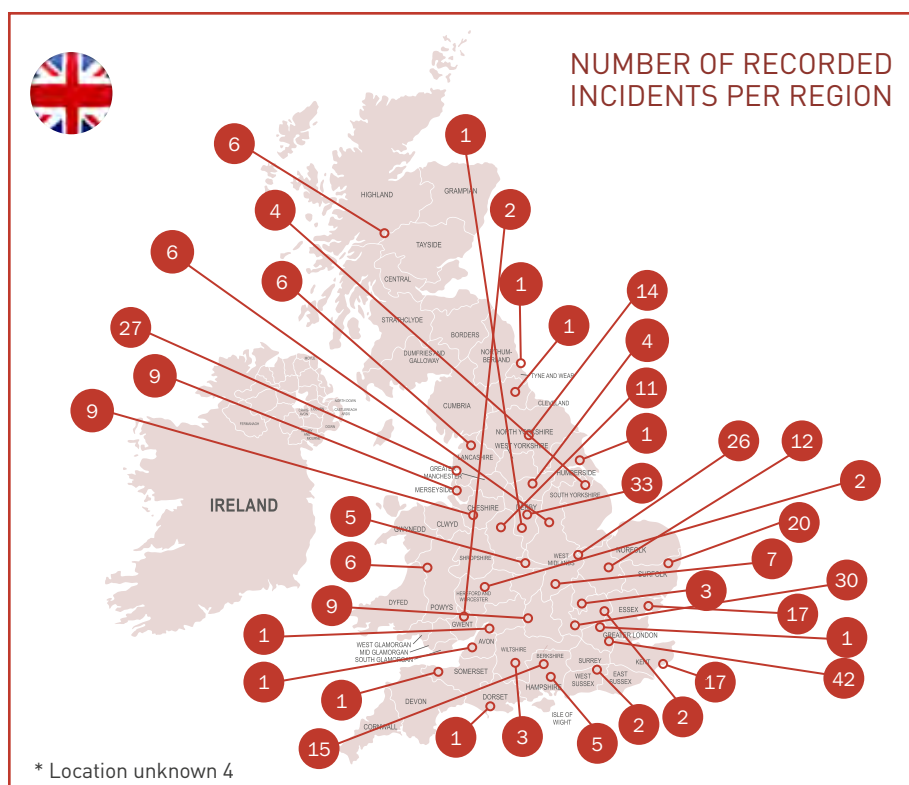 NUMBER OF RECORDED
INCIDENTS PER REGION
6
1
4
2
6
6
1
14
27
1
4
9
11
9
1
26
12
33
2
5
20
6
7
3
30
9
17
1
1
1
42
17
1
2
2
15
1
3
5
HIGHLAND
GRAMPIAN
TAYSIDE
CENTRAL
STRATHCLYDE
BORDERS
DUMFRIES AND
GALLOWAY
NORTHUM-
BERLAND
TYNE AND WEAR
CLEVELAND
CUMBRIA
NORTH YORKSHIRE
WEST YORKSHIRE
LANCASHIRE
HUMBERSIDE
GREATER
MANCHESTER
SOUTH YORKSHIRE
MERSEYSIDE
IRELAND
CHESHIRE
DERBY
CLWYD
GWYNEDD
SHROPSHIRE
WEST
MIDLANDS
NORFOLK
SURFOLK
HEREFORD AND
WORCESTER
DYFED
POWYS
GWENT
ESSEX
GREATER LONDON
WEST GLAMORGAN
MID GLAMORGAN
SOUTH GLAMORGAN
AVON
WILTSHIRE
BERKSHIRE
SURREY
KENT
SOMERSET
WEST
SUSSEX
EAST
SUSSEX
HAMPSHIRE
DEVON
DORSET
ISLE OF
WIGHT
CORNWALL
* Location unknown 4